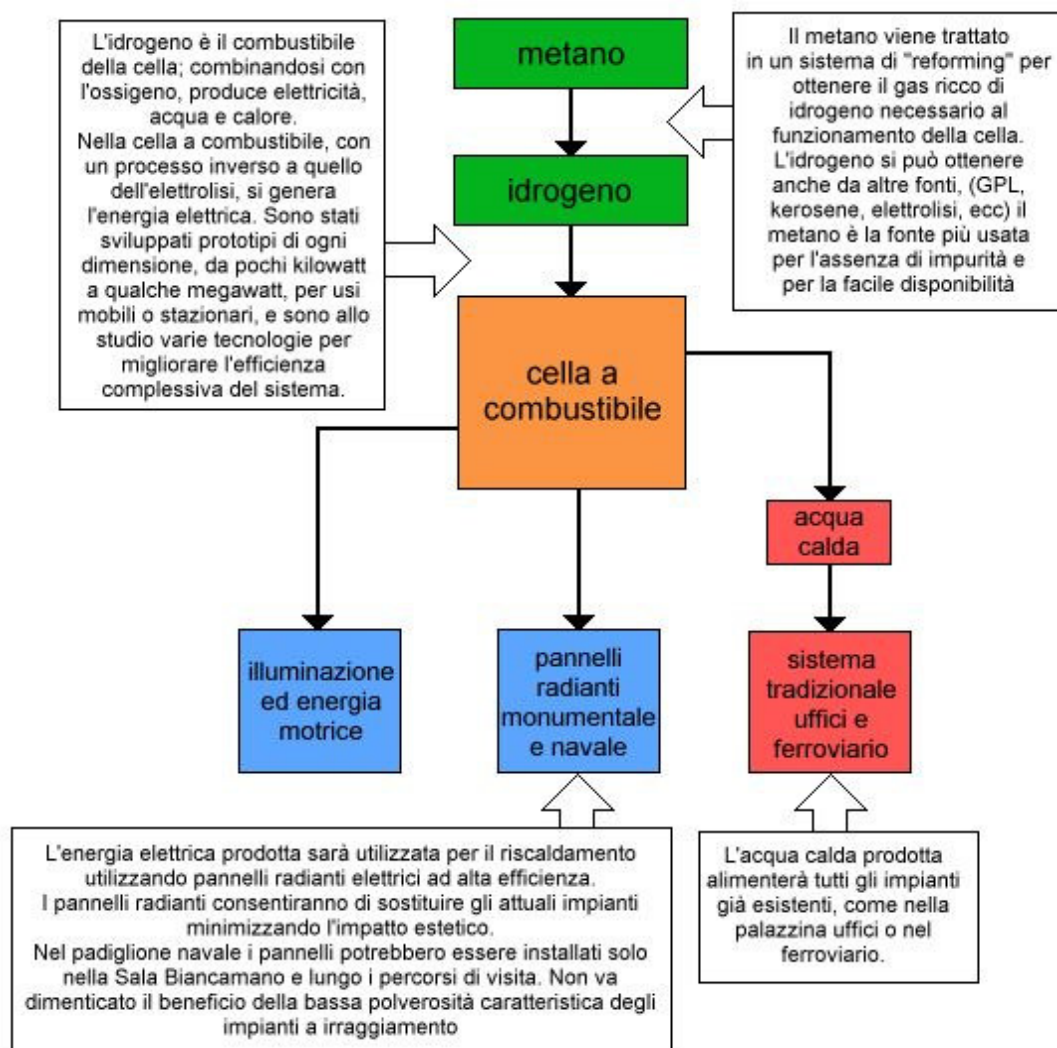 L'idrogeno è il combustibile
della cella; combinandosi con
l'ossigeno, produce elettricità,
acqua e calore.
Nella cella a combustibile, con
un processo inverso a quello
dell'elettrolisi, si genera
l'energia elettrica. Sono stati
sviluppati prototipi di ogni
dimensione, da pochi kilowatt
a qualche megawatt, per usi
mobili o stazionari, e sono allo
studio varie tecnologie per
migliorare l'efficienza
complessiva del sistema.
metano
Il metano viene trattato
in un sistema di "reforming" per
ottenere il gas ricco di
idrogeno necessario al
funzionamento della cella.
L'idrogeno si può ottenere
anche da altre fonti, (GPL,
kerosene, elettrolisi, ecc) il
metano è la fonte più usata
per l'assenza di impurità e
per la facile disponibilità
idrogeno
cella a
combustibile
acqua
calda
illuminazione
ed energia
motrice
pannelli
radianti
monumentale
e navale
sistema
tradizionale
uffici e
ferroviario
L'energia elettrica prodotta sarà utilizzata per il riscaldamento
utilizzando pannelli radianti elettrici ad alta efficienza.
I pannelli radianti consentiranno di sostituire gli attuali impianti
minimizzando l'impatto estetico.
Nel padiglione navale i pannelli potrebbero essere installati solo
nella Sala Biancamano e lungo i percorsi di visita. Non va
dimenticato il beneficio della bassa polverosità caratteristica degli
impianti a irraggiamento
L'acqua calda prodotta
alimenterà tutti gli impianti
già esistenti, come nella
palazzina uffici o nel
ferroviario.